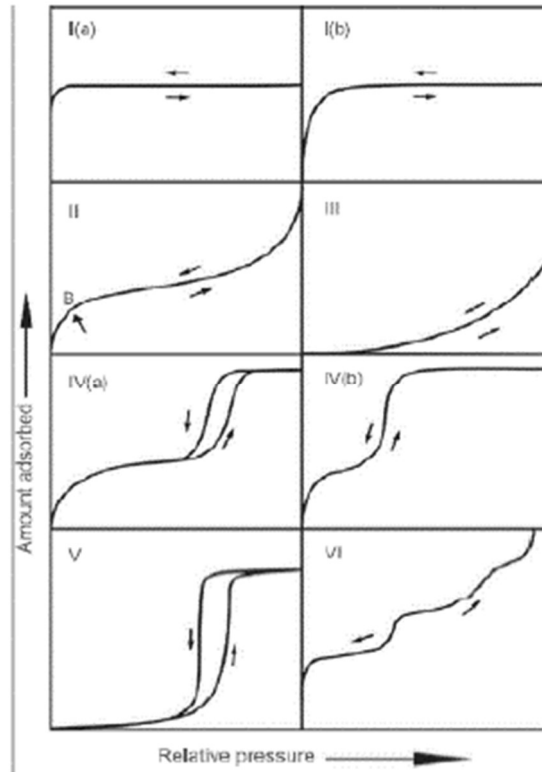 I(a)
I(b)
II
III
B
IV(a)
IV(b)
V
VI
Amount adsorbed
Relative pressure